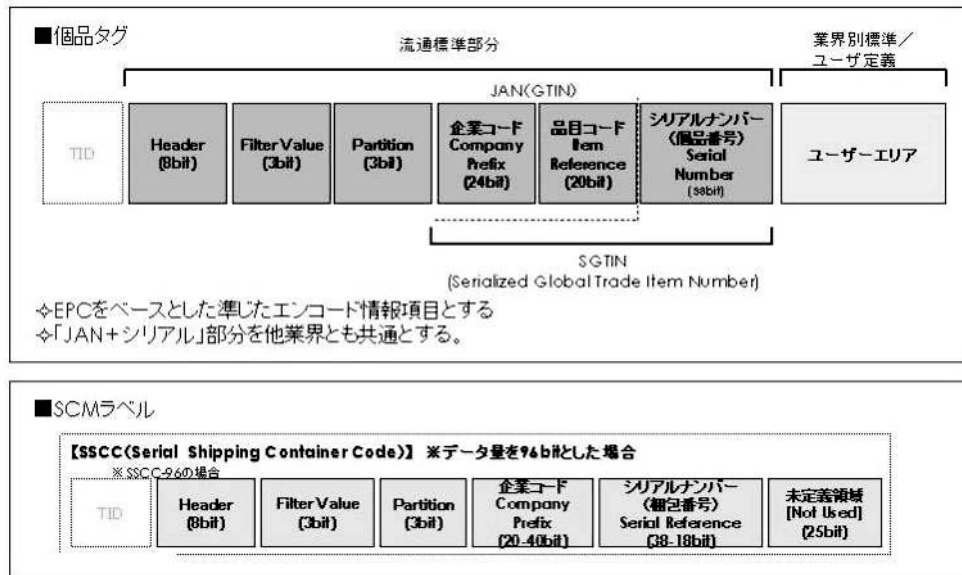 ■個品タグ
流通標準部分
業界別標準/
ユーザ定義
JAN(GTIN)
TID
Header
(8bit)
Filter Value
(3bit)
Partition
(3bit)
企業コード
Company
Prefix
(24bit)
品目コード
Item
Reference
(20bit)
シリアルナンバー
(個品番号)
Serial
Number
(38bit)
ユーザーエリア
SGTIN
(Serialized Global Trade Item Number)
✧EPCをベースとした準じたエンコード情報項目とする
✧「JAN+シリアル」部分を他業界とも共通とする。
■SCMラベル
【SSCC(Serial Shipping Container Code)】 ※データ量を96bitとした場合
※SSCC-96の場合
TID
Header
(8bit)
Filter Value
(3bit)
Partition
(3bit)
企業コード
Company
Prefix
(20-40bit)
シリアルナンバー
(梱包番号)
Serial Reference
(38-18bit)
未定義領域
[Not Used]
(25bit)